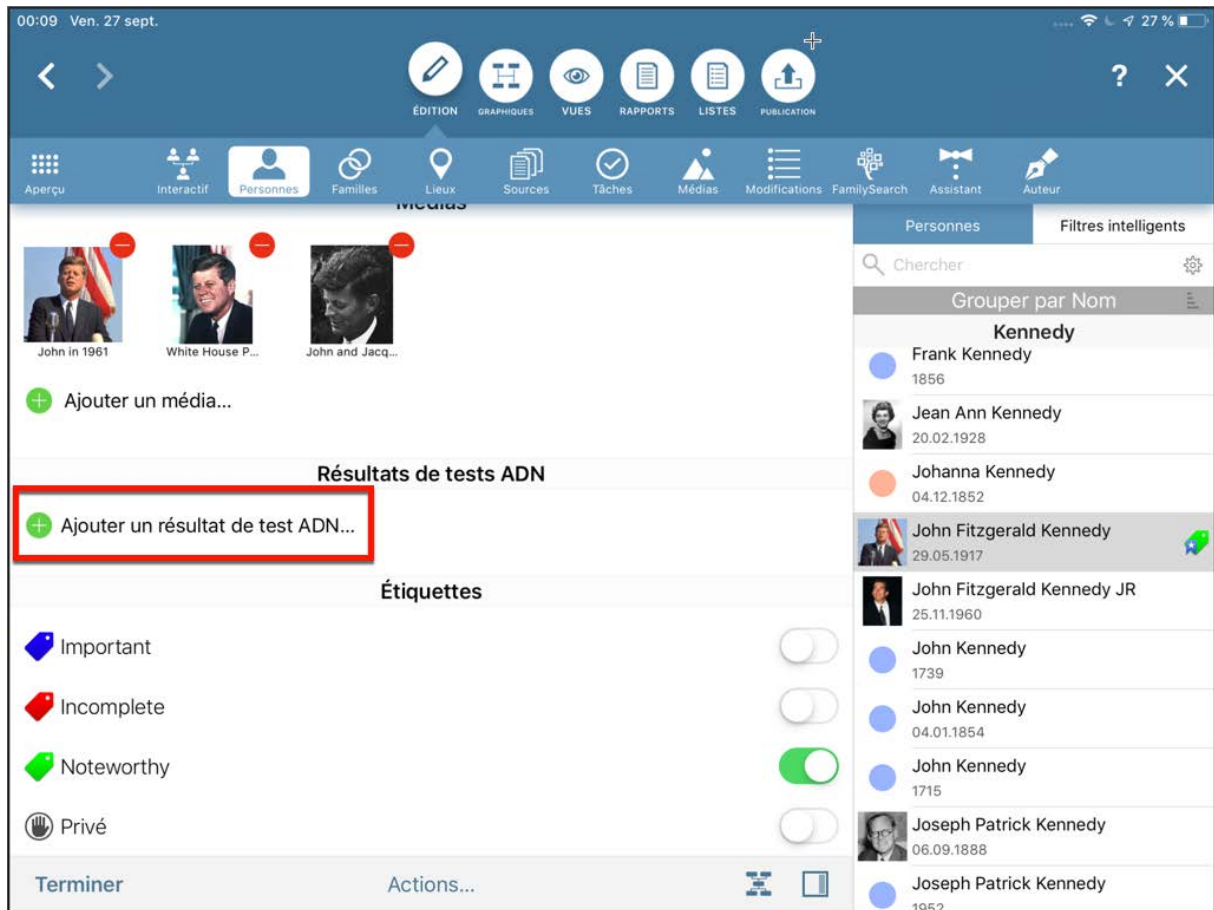 00:09 Ven. 27 sept.
27 %
?
ÉDITION
GRAPHIQUES
VUES
RAPPORTS
LISTES
PUBLICATION
Aperçu
Interactif
Personnes
Familles
Lieux
Sources
Tâches
Médias
Modifications
FamilySearch
Assistant
Auteur
Médias
John in 1961
White House P...
John and Jacq...
Ajouter un média...
Résultats de tests ADN
Ajouter un résultat de test ADN...
Étiquettes
Important
Incomplete
Noteworthy
Privé
Terminer
Actions...
Personnes
Filtres intelligents
Chercher
Grouper par Nom
Kennedy
Frank Kennedy
1856
Jean Ann Kennedy
20.02.1928
Johanna Kennedy
04.12.1852
John Fitzgerald Kennedy
29.05.1917
John Fitzgerald Kennedy JR
25.11.1960
John Kennedy
1739
John Kennedy
04.01.1854
John Kennedy
1715
Joseph Patrick Kennedy
06.09.1888
Joseph Patrick Kennedy
1952